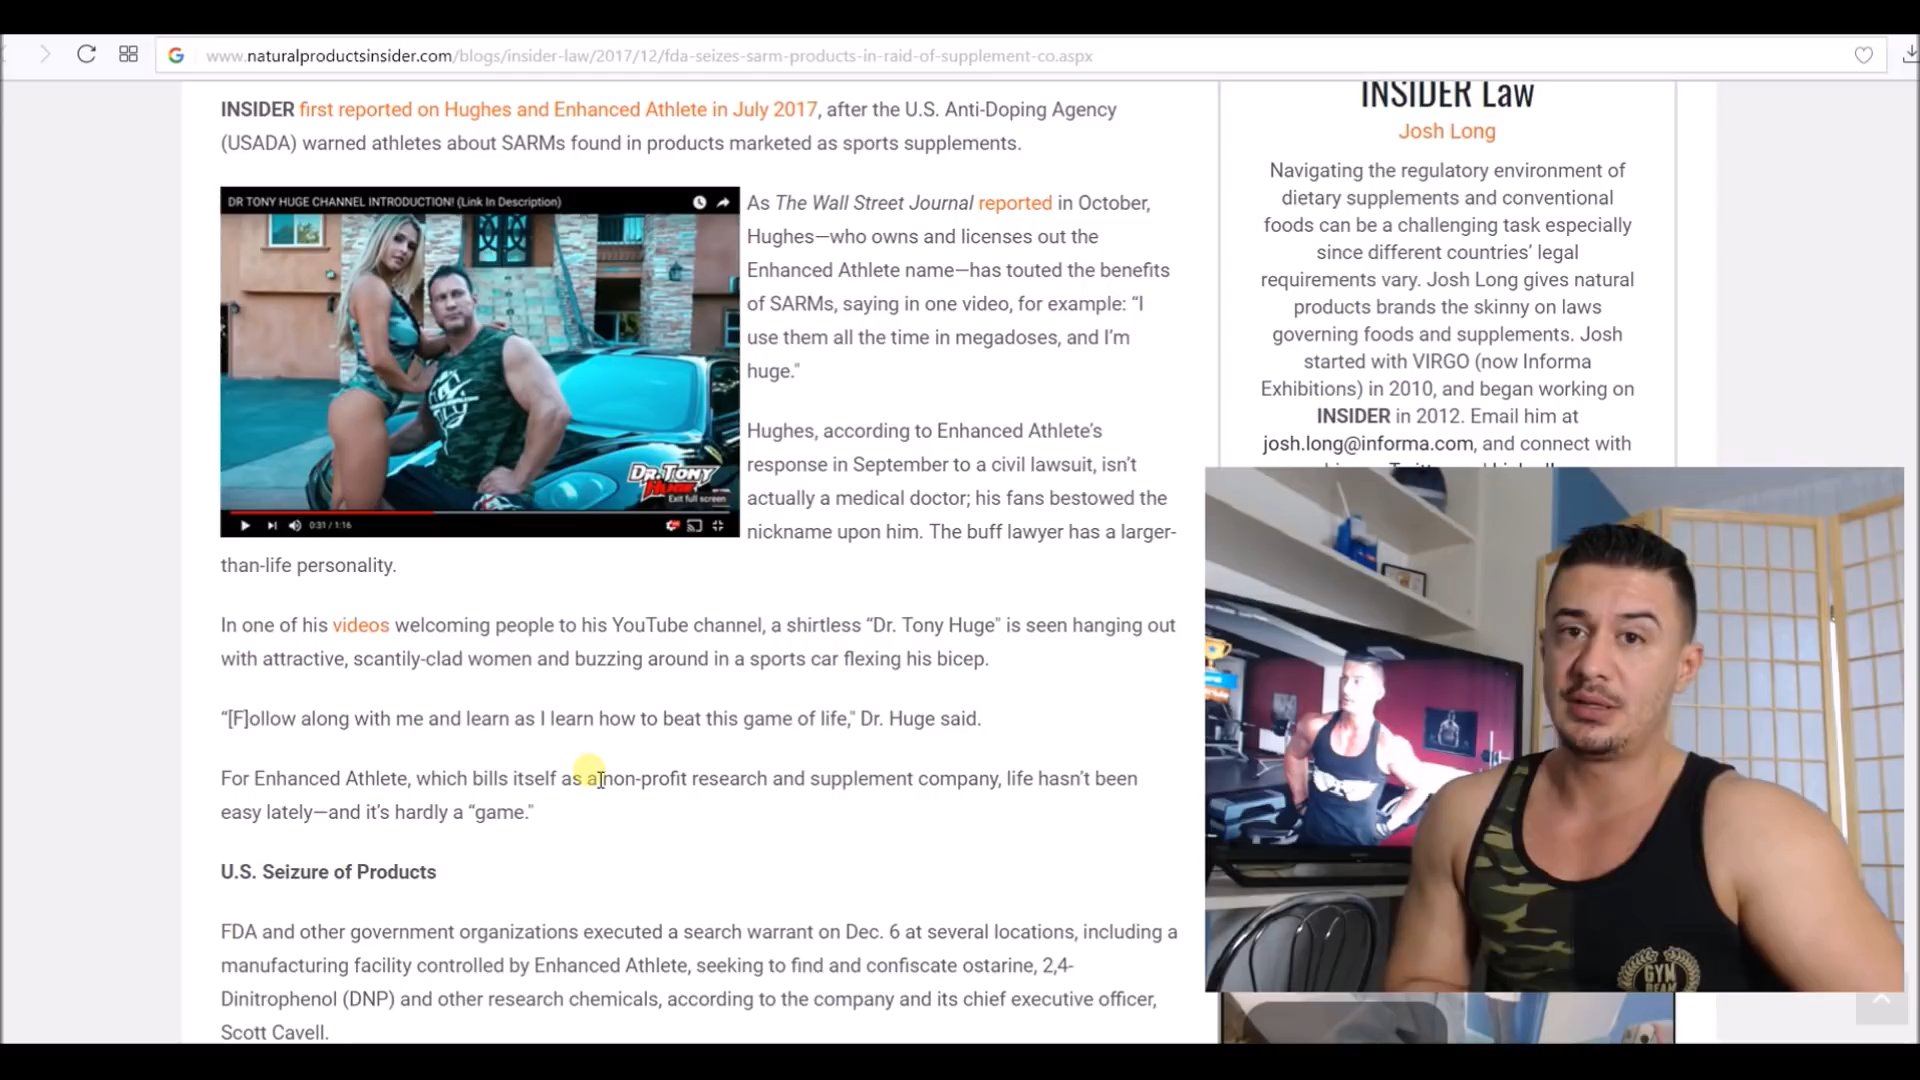 www.naturalproductsinsider.com/blogs/insider-law/2017/12/fda-seizes-sarm-products-in-raid-of-supplement-co.aspx
INSIDER first reported on Hughes and Enhanced Athlete in July 2017, after the U.S. Anti-Doping Agency
(USADA) warned athletes about SARMs found in products marketed as sports supplements.
DR TONY HUGE CHANNEL INTRODUCTION! (Link In Description)
DR. TONY
HUGE
Exit full screen
0:31 / 1:16
As The Wall Street Journal reported in October,
Hughes—who owns and licenses out the
Enhanced Athlete name—has touted the benefits
of SARMs, saying in one video, for example: “I
use them all the time in megadoses, and I’m
huge."
Hughes, according to Enhanced Athlete’s
response in September to a civil lawsuit, isn’t
actually a medical doctor; his fans bestowed the
nickname upon him. The buff lawyer has a larger-
than-life personality.
In one of his videos welcoming people to his YouTube channel, a shirtless “Dr. Tony Huge" is seen hanging out
with attractive, scantily-clad women and buzzing around in a sports car flexing his bicep.
“[F]ollow along with me and learn as I learn how to beat this game of life," Dr. Huge said.
For Enhanced Athlete, which bills itself as a non-profit research and supplement company, life hasn’t been
easy lately—and it’s hardly a “game."
U.S. Seizure of Products
FDA and other government organizations executed a search warrant on Dec. 6 at several locations, including a
manufacturing facility controlled by Enhanced Athlete, seeking to find and confiscate ostarine, 2,4-
Dinitrophenol (DNP) and other research chemicals, according to the company and its chief executive officer,
Scott Cavell.
INSIDER Law
Josh Long
Navigating the regulatory environment of
dietary supplements and conventional
foods can be a challenging task especially
since different countries’ legal
requirements vary. Josh Long gives natural
products brands the skinny on laws
governing foods and supplements. Josh
started with VIRGO (now Informa
Exhibitions) in 2010, and began working on
INSIDER in 2012. Email him at
josh.long@informa.com, and connect with
GYM
BEAM